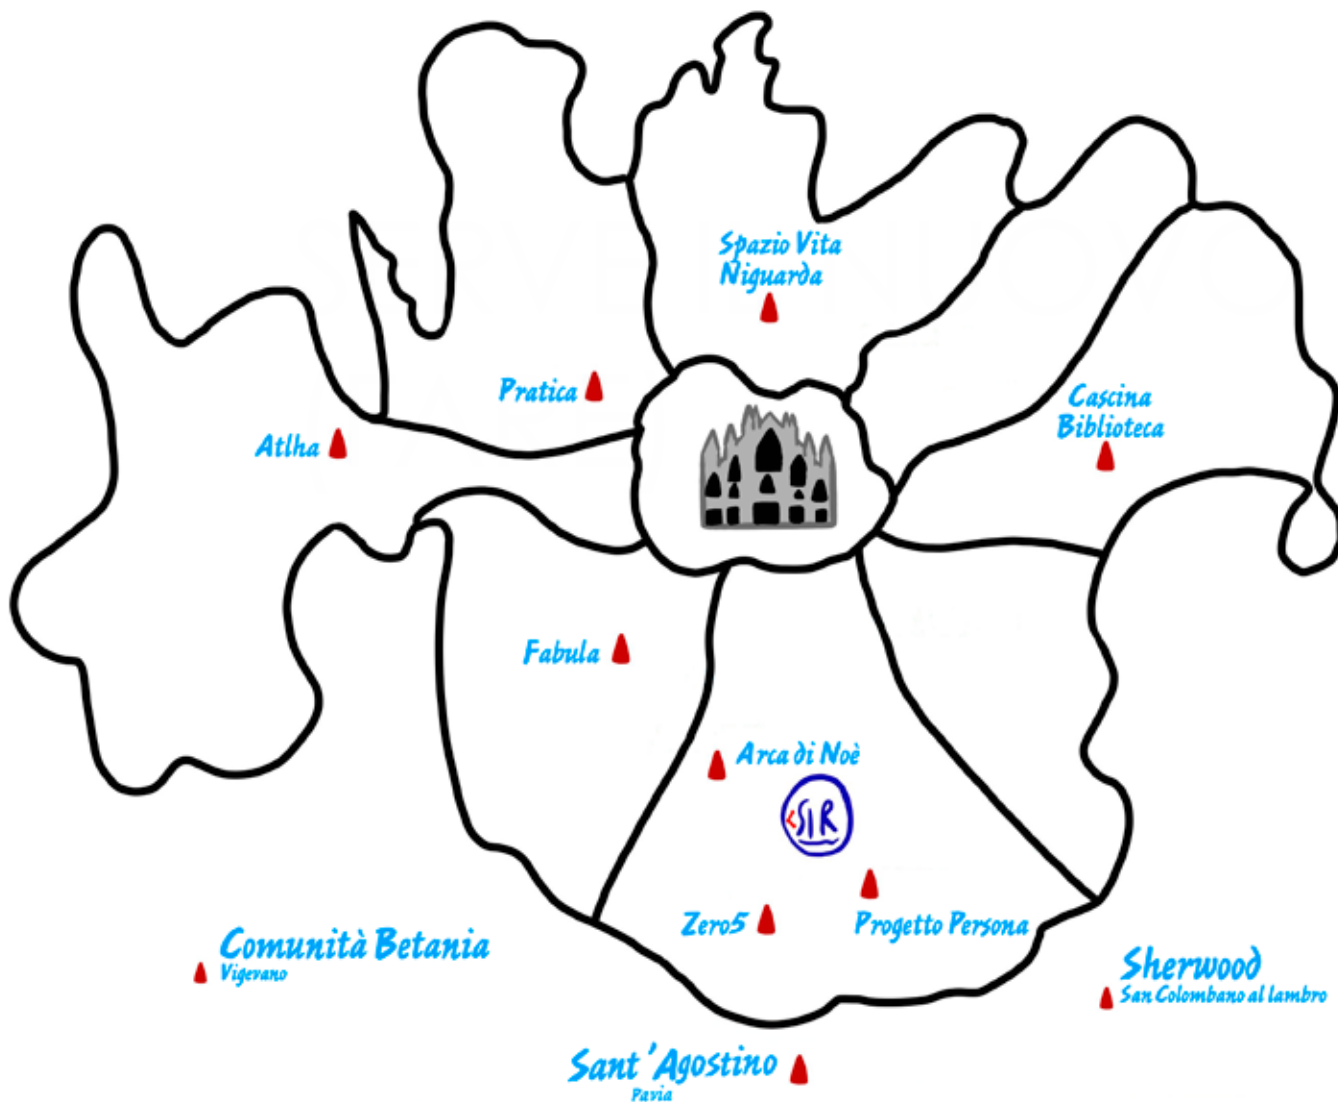 Spazio Vita
Niguarda
Pratica
Cascina
Biblioteca
Atlha
Fabula
Arca di Noè
SIR
Zero5
Progetto Persona
Comunità Betania
Vigevano
Sherwood
San Colombano al lambro
Sant'Agostino
Pavia